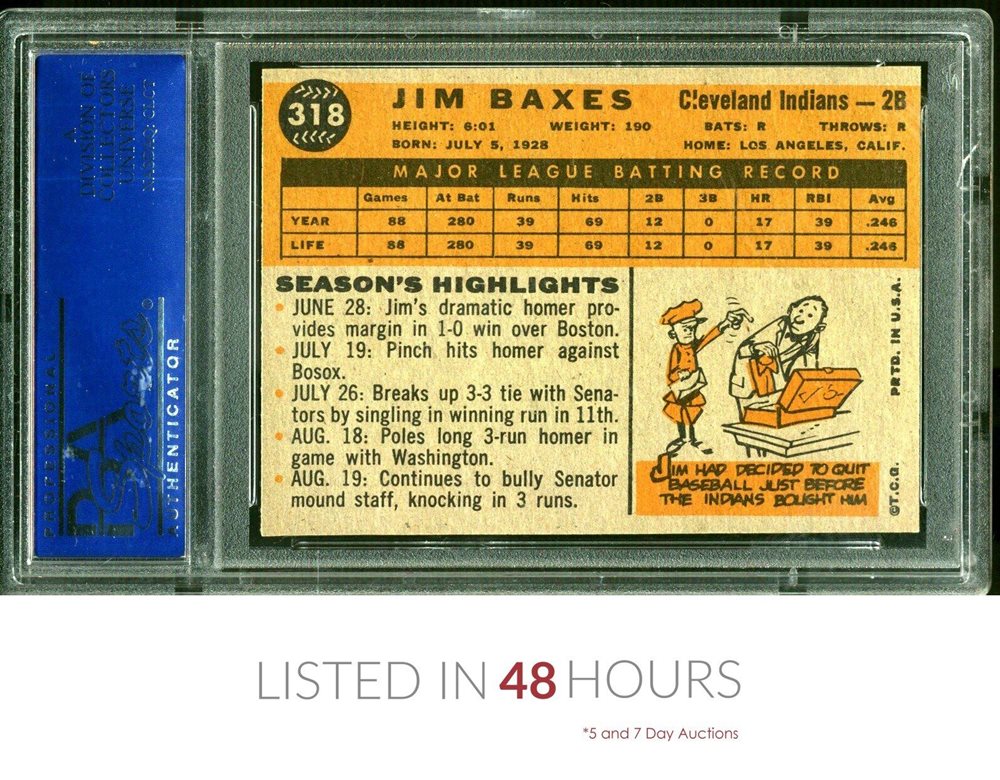 A
DIVISION OF
COLLECTORS
UNIVERSE
NASDAQ: CLCT
PROFESSIONAL
PSA
Sports
AUTHENTICATOR
318
JIM BAXES
Cleveland Indians — 2B
HEIGHT: 6:01 WEIGHT: 190 BATS: R THROWS: R
BORN: JULY 5, 1928 HOME: LOS ANGELES, CALIF.
MAJOR LEAGUE BATTING RECORD
Games At Bat Runs Hits 2B 3B HR RBI Avg
YEAR 88 280 39 69 12 0 17 39 .246
LIFE 88 280 39 69 12 0 17 39 .246
SEASON'S HIGHLIGHTS
• JUNE 28: Jim's dramatic homer pro-
vides margin in 1-0 win over Boston.
• JULY 19: Pinch hits homer against
Bosox.
• JULY 26: Breaks up 3-3 tie with Sena-
tors by singling in winning run in 11th.
• AUG. 18: Poles long 3-run homer in
game with Washington.
• AUG. 19: Continues to bully Senator
mound staff, knocking in 3 runs.
JIM HAD DECIDED TO QUIT
BASEBALL JUST BEFORE
THE INDIANS BOUGHT HIM
©T.C.G. PRTD. IN U.S.A.
LISTED IN 48 HOURS
*5 and 7 Day Auctions